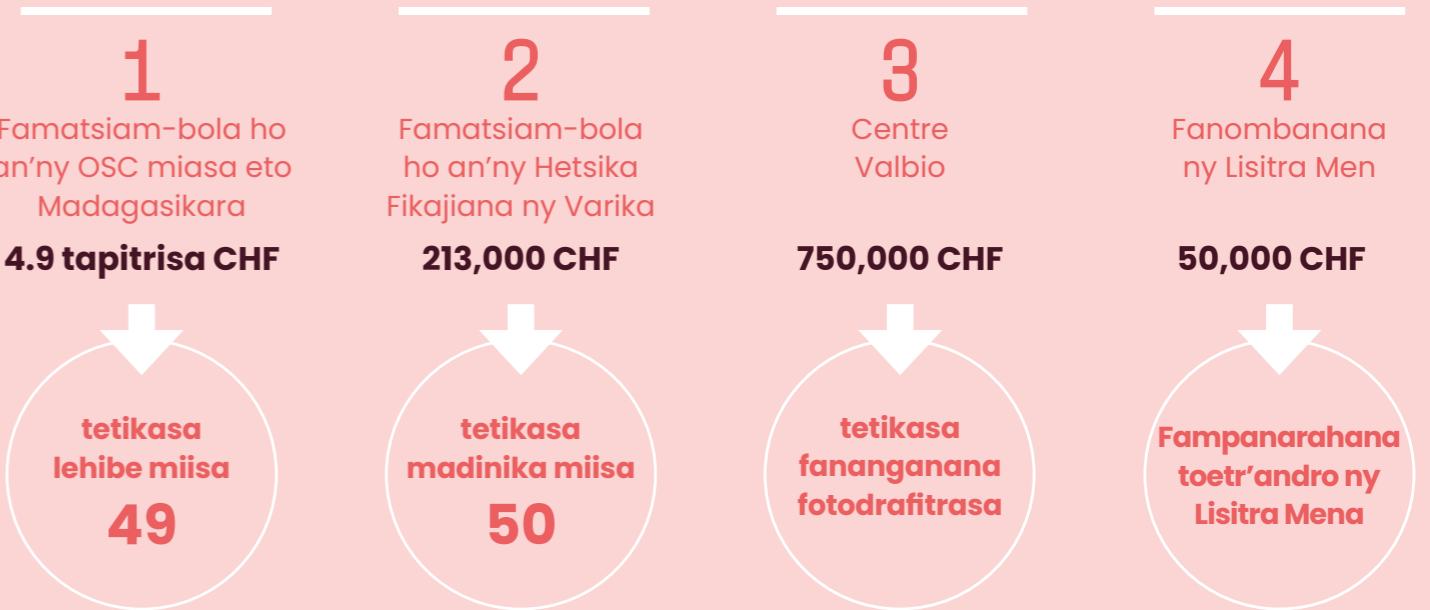 1
Famatsiam-bola ho
an'ny OSC miasa eto
Madagasikara
4.9 tapitrisa CHF
tetikasa
lehibe miisa
49
2
Famatsiam-bola
ho an'ny Hetsika
Fikajiana ny Varika
213,000 CHF
tetikasa
madinika miisa
50
3
Centre
Valbio
750,000 CHF
tetikasa
fananganana
fotodrafitrasa
4
Fanombanana
ny Lisitra Men
50,000 CHF
Fampanarahana
toetr'andro ny
Lisitra Mena